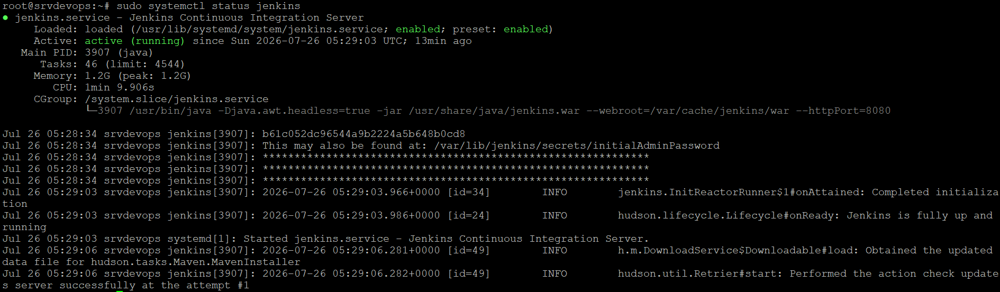 root@srvdevops:~# sudo systemctl status jenkins
● jenkins.service - Jenkins Continuous Integration Server
     Loaded: loaded (/usr/lib/systemd/system/jenkins.service; enabled; preset: enabled)
     Active: active (running) since Sun 2026-07-26 05:29:03 UTC; 13min ago
   Main PID: 3907 (java)
      Tasks: 46 (limit: 4544)
     Memory: 1.2G (peak: 1.2G)
        CPU: 1min 9.906s
     CGroup: /system.slice/jenkins.service
             └─3907 /usr/bin/java -Djava.awt.headless=true -jar /usr/share/java/jenkins.war --webroot=/var/cache/jenkins/war --httpPort=8080

Jul 26 05:28:34 srvdevops jenkins[3907]: b61c052dc96544a9b2224a5b648b0cd8
Jul 26 05:28:34 srvdevops jenkins[3907]: This may also be found at: /var/lib/jenkins/secrets/initialAdminPassword
Jul 26 05:28:34 srvdevops jenkins[3907]: *************************************************************
Jul 26 05:28:34 srvdevops jenkins[3907]: *************************************************************
Jul 26 05:28:34 srvdevops jenkins[3907]: *************************************************************
Jul 26 05:29:03 srvdevops jenkins[3907]: 2026-07-26 05:29:03.966+0000 [id=34]        INFO        jenkins.InitReactorRunner$1#onAttained: Completed initializa
tion
Jul 26 05:29:03 srvdevops jenkins[3907]: 2026-07-26 05:29:03.986+0000 [id=24]        INFO        hudson.lifecycle.Lifecycle#onReady: Jenkins is fully up and
running
Jul 26 05:29:03 srvdevops systemd[1]: Started jenkins.service - Jenkins Continuous Integration Server.
Jul 26 05:29:06 srvdevops jenkins[3907]: 2026-07-26 05:29:06.281+0000 [id=49]        INFO        h.m.DownloadService$Downloadable#load: Obtained the updated
data file for hudson.tasks.Maven.MavenInstaller
Jul 26 05:29:06 srvdevops jenkins[3907]: 2026-07-26 05:29:06.282+0000 [id=49]        INFO        hudson.util.Retrier#start: Performed the action check update
s server successfully at the attempt #1